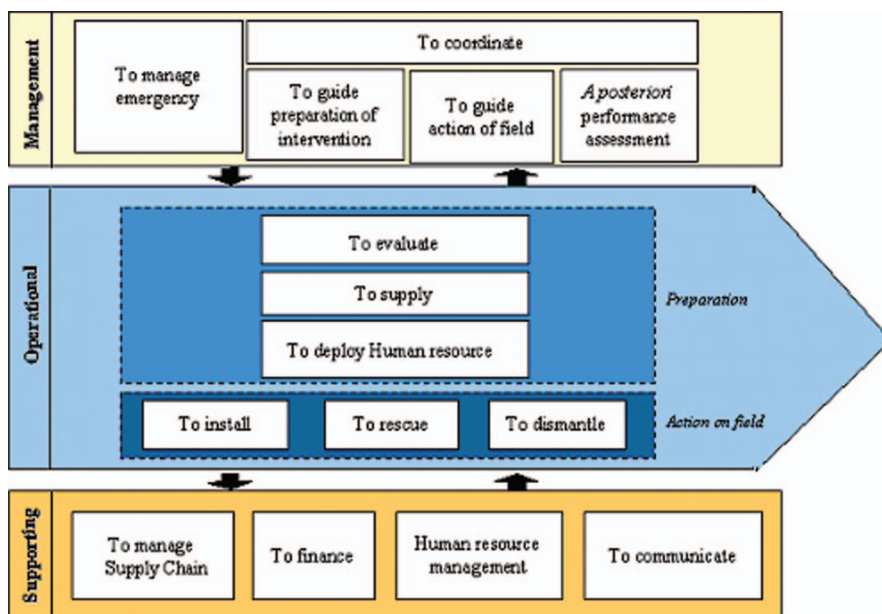 Management
To manage
emergency
To coordinate
To guide
preparation of
intervention
To guide
action of field
A posteriori
performance
assessment
Operational
To evaluate
To supply
To deploy Human resource
Preparation
To install
To rescue
To dismantle
Action on field
Supporting
To manage
Supply Chain
To finance
Human resource
management
To communicate